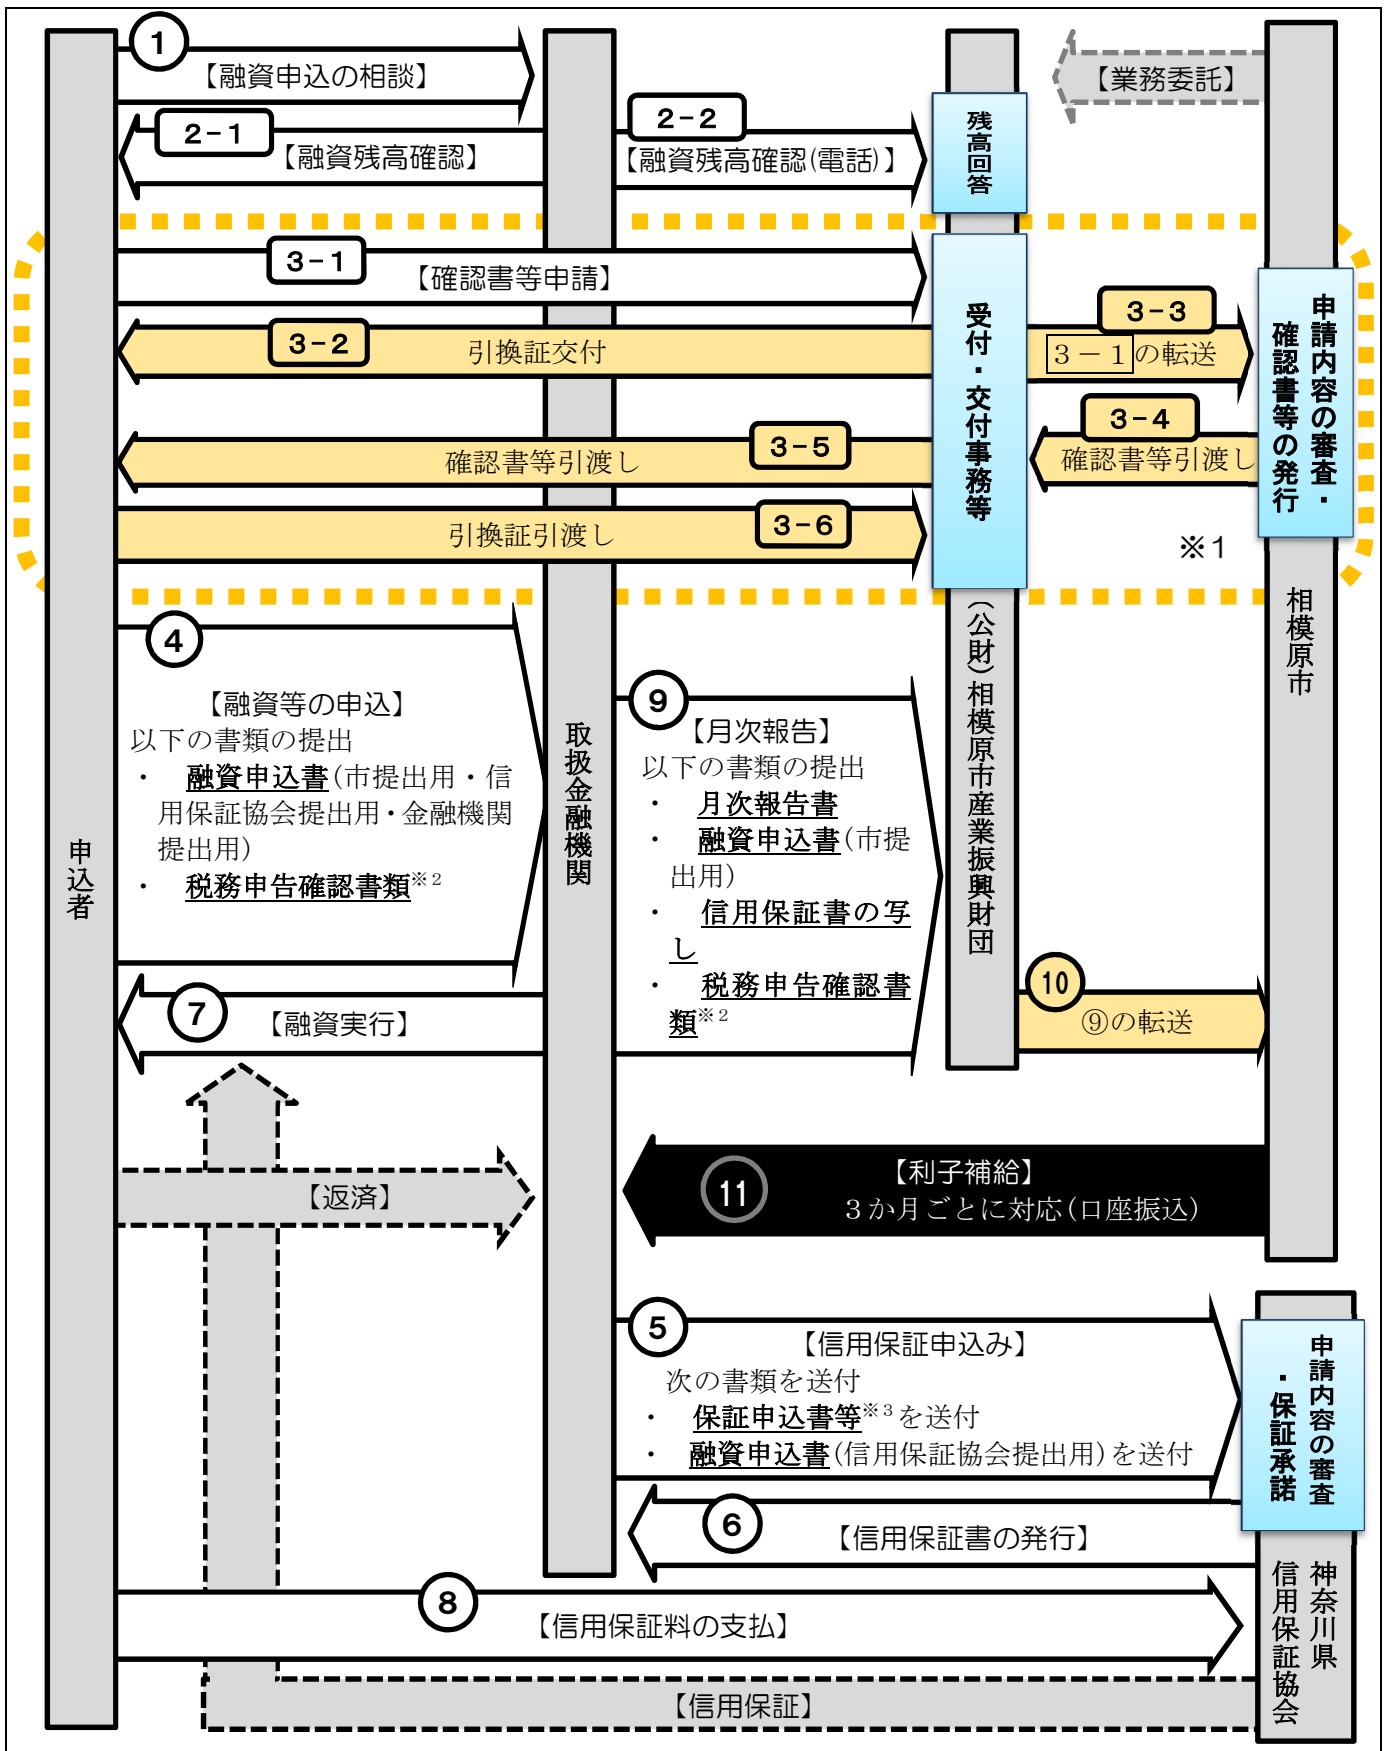 1
【融資申込の相談】
【業務委託】
2-1
【融資残高確認】
2-2
【融資残高確認(電話)】
残高回答
3-1
【確認書等申請】
3-2
引換証交付
3-3
3-1の転送
受付・交付事務等
申請内容の審査・
確認書等の発行
3-4
確認書等引渡し
3-5
確認書等引渡し
3-6
引換証引渡し
※1
相模原市
(公財)相模原市産業振興財団
取扱金融機関
申込者
4
【融資等の申込】
以下の書類の提出
・ 融資申込書(市提出用・信
用保証協会提出用・金融機関
提出用)
・ 税務申告確認書類※2
9
【月次報告】
以下の書類の提出
・ 月次報告書
・ 融資申込書(市提
出用)
・ 信用保証書の写
し
・ 税務申告確認書
類※2
7
【融資実行】
10
⑨の転送
【返済】
11
【利子補給】
3か月ごとに対応(口座振込)
5
【信用保証申込み】
次の書類を送付
・ 保証申込書等※3を送付
・ 融資申込書(信用保証協会提出用)を送付
申請内容の審査
・保証承諾
6
【信用保証書の発行】
8
【信用保証料の支払】
神奈川県
信用保証協会
【信用保証】